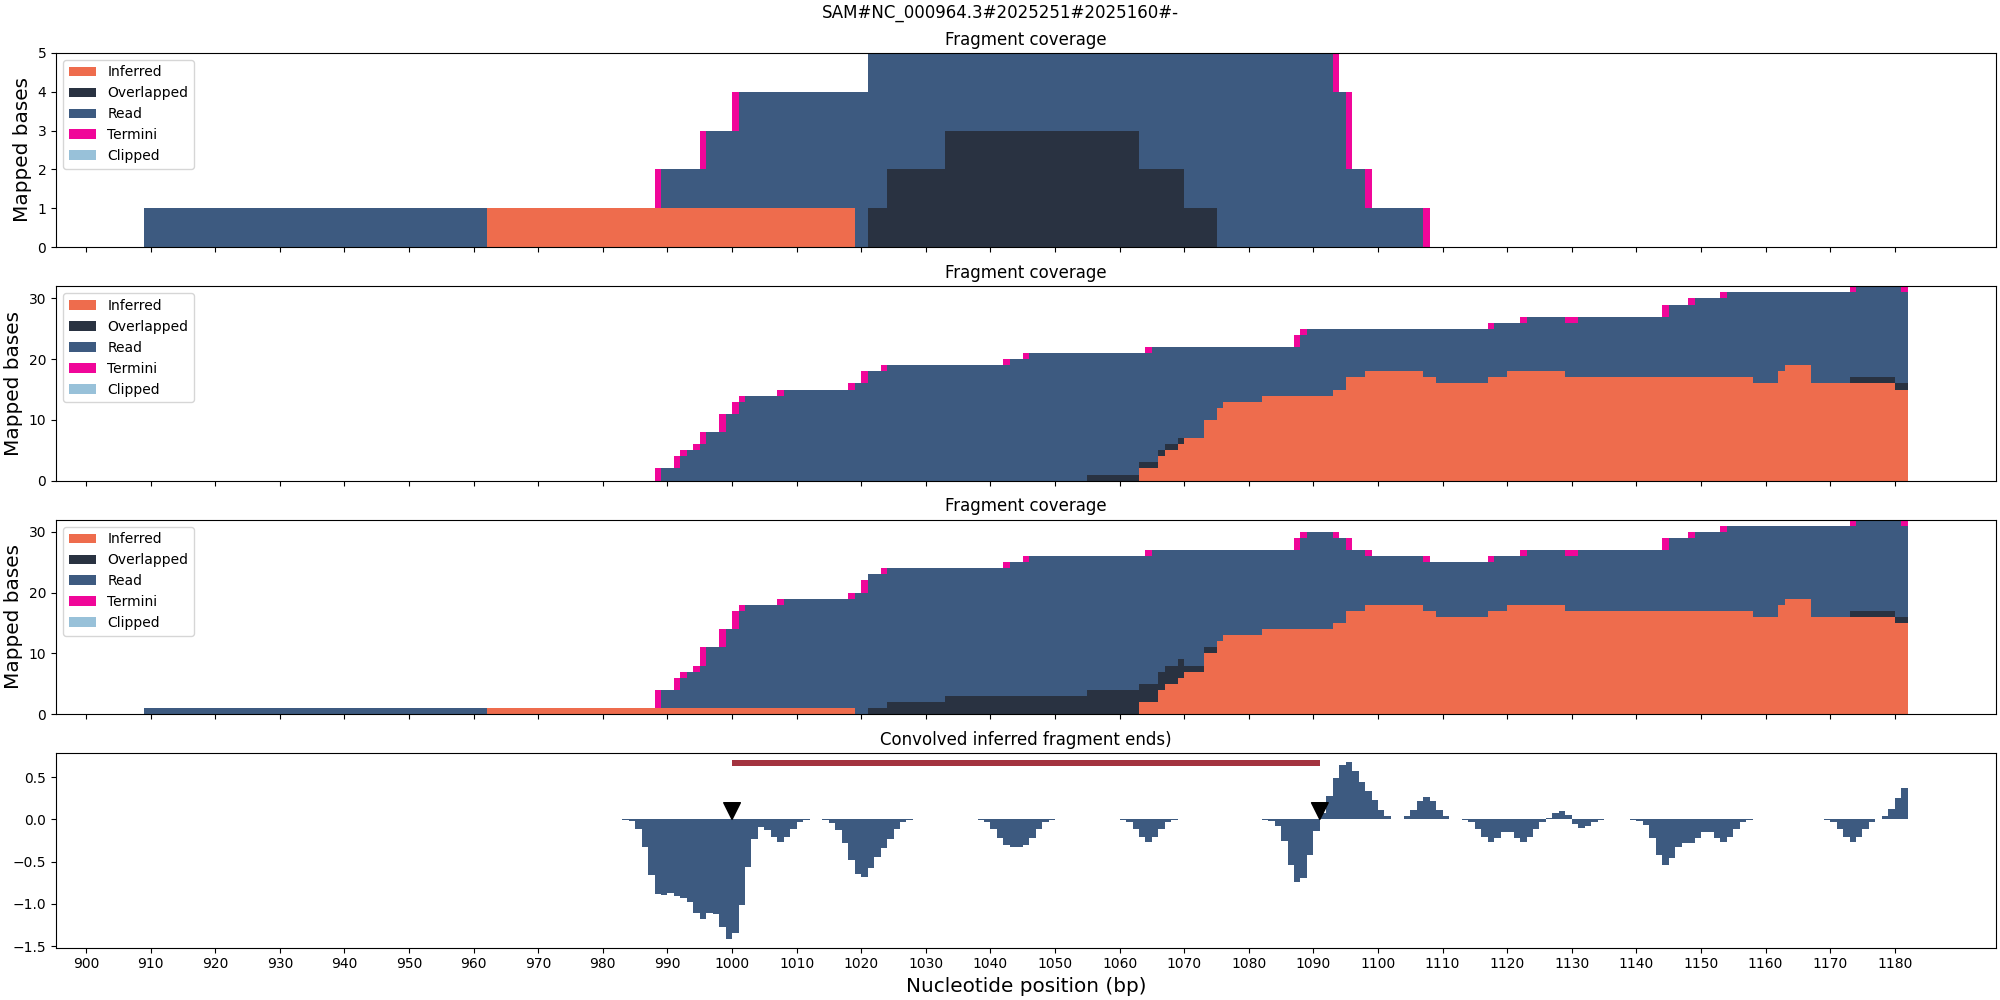 SAM#NC_000964.3#2025251#2025160#-
Fragment coverage
Mapped bases
5
4
3
2
1
0
Inferred
Overlapped
Read
Termini
Clipped
Fragment coverage
Mapped bases
30
20
10
0
Inferred
Overlapped
Read
Termini
Clipped
Fragment coverage
Mapped bases
30
20
10
0
Inferred
Overlapped
Read
Termini
Clipped
Convolved inferred fragment ends)
0.5
0.0
−0.5
−1.0
−1.5
900 910 920 930 940 950 960 970 980 990 1000 1010 1020 1030 1040 1050 1060 1070 1080 1090 1100 1110 1120 1130 1140 1150 1160 1170 1180
Nucleotide position (bp)